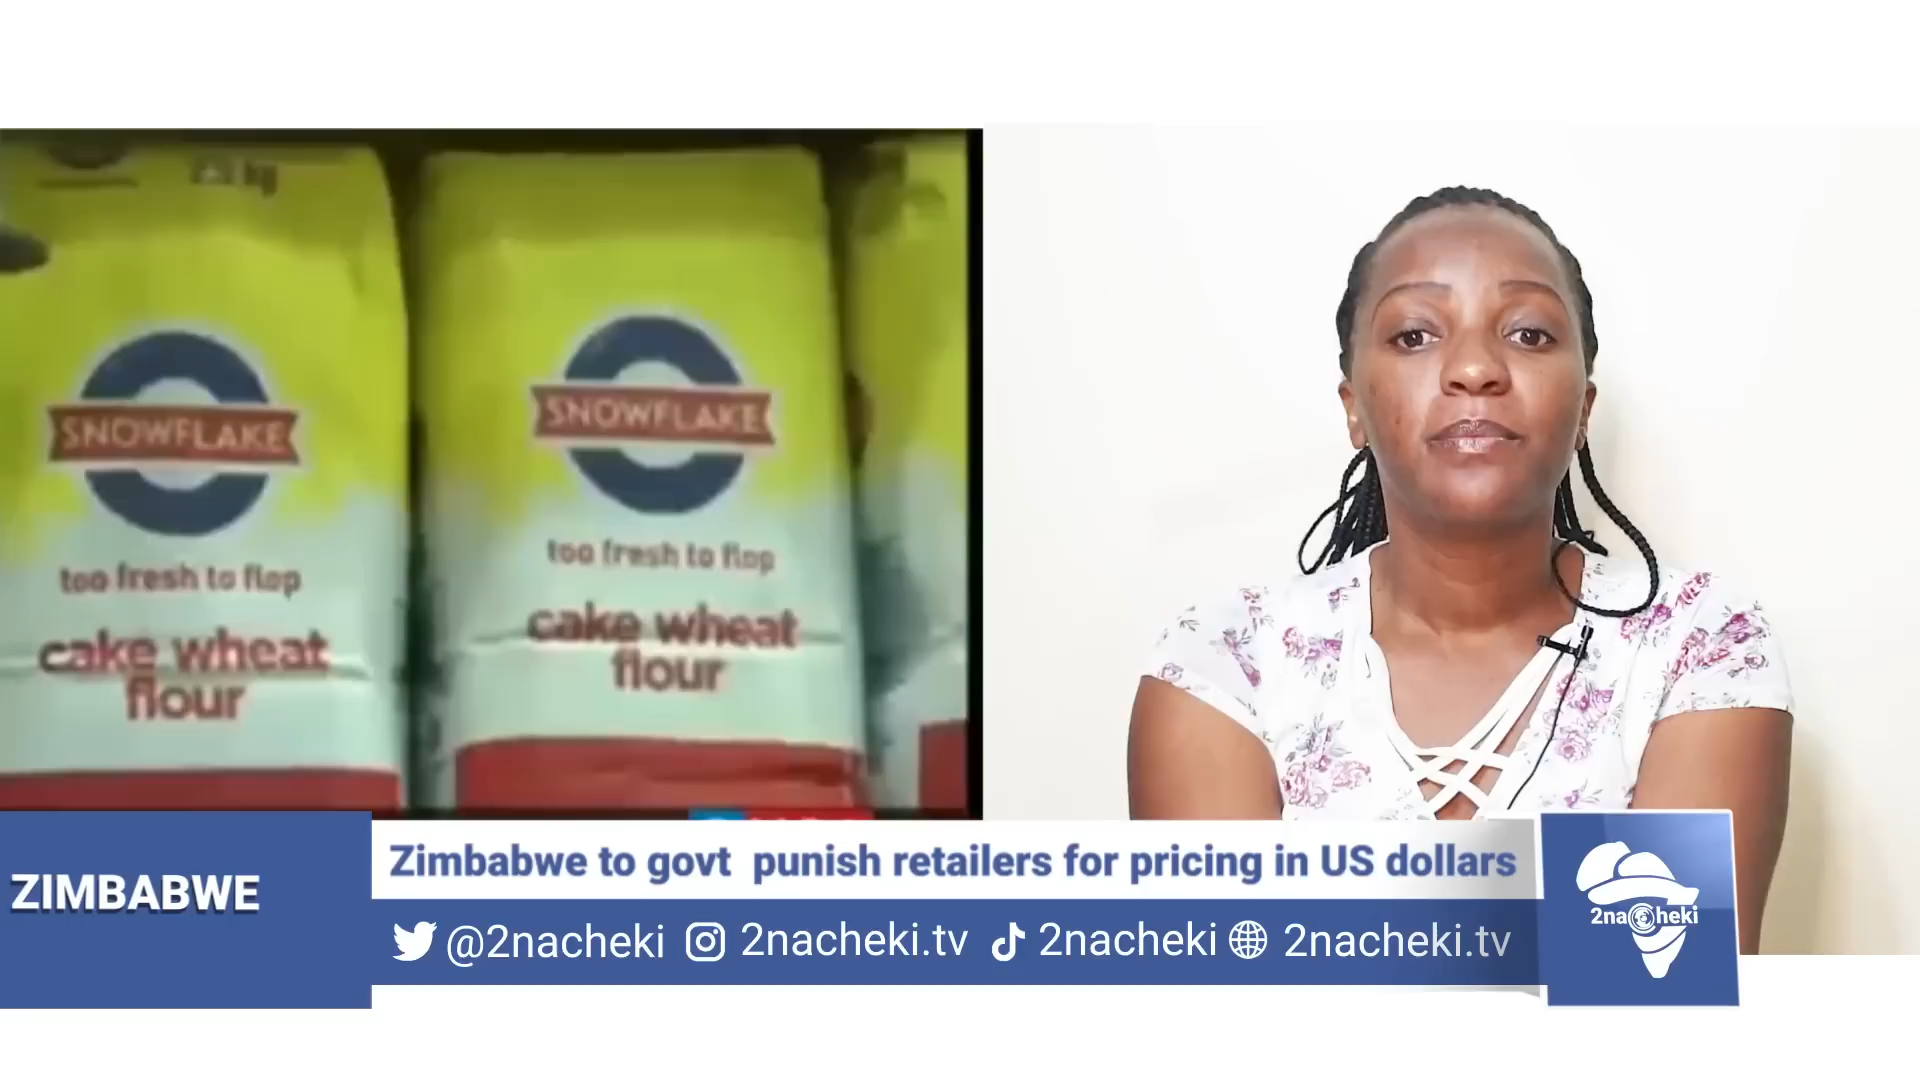 SNOWFLAKE
too fresh to flop
cake wheat
flour
SNOWFLAKE
too fresh to flop
cake wheat
flour
ZIMBABWE
Zimbabwe to govt punish retailers for pricing in US dollars
@2nacheki 2nacheki.tv 2nacheki 2nacheki.tv
2nacheki